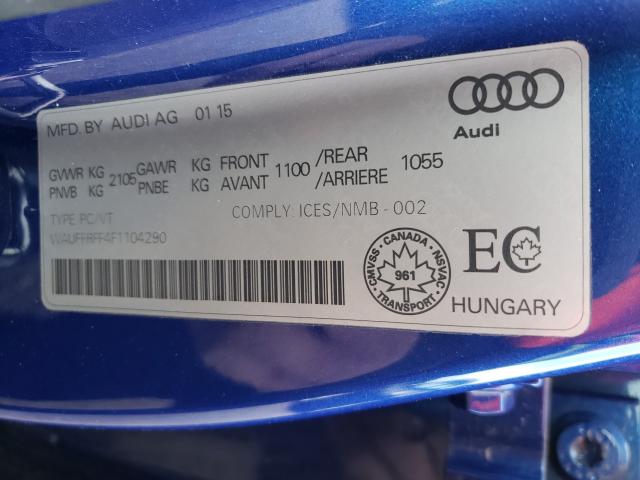 MFD. BY AUDI AG 01 15
Audi
GVWR KG 2105 GAWR KG FRONT 1100 /REAR 1055
PNVB KG PNBE KG AVANT /ARRIERE
TYPE PC/VT
COMPLY: ICES/NMB-002
WAUFFRFF4F1104290
CMVSS - CANADA - NSVAC
961
TRANSPORT
EC
HUNGARY